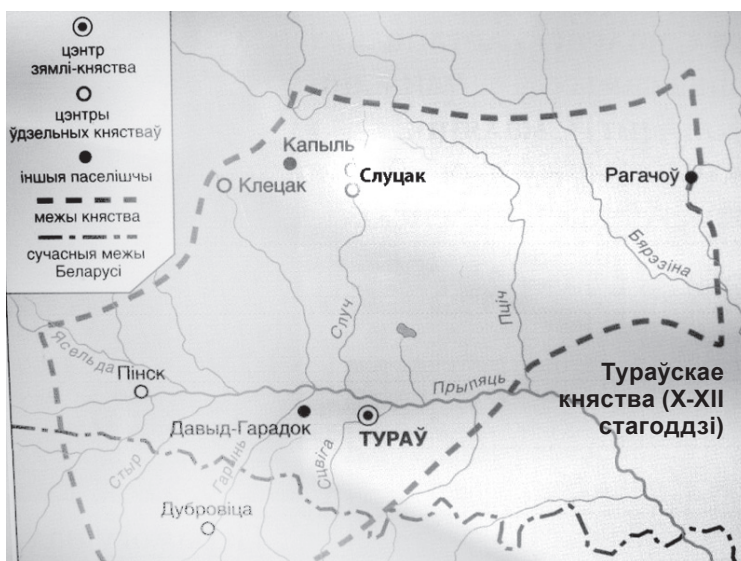 цэнтр
зямлі-княства
цэнтры
ўдзельных княстваў
іншыя паселішчы
межы княства
сучасныя межы
Беларусі
Капыль
Клецак
Слуцак
Рагачоў
Бярэзіна
Случ
Пціч
Ясельда
Пінск
Прыпяць
Тураўскае
княства (X-XII
стагоддзі)
Давыд-Гарадок
ТУРАЎ
Стыр
Гарынь
Сцвіга
Дубровіца